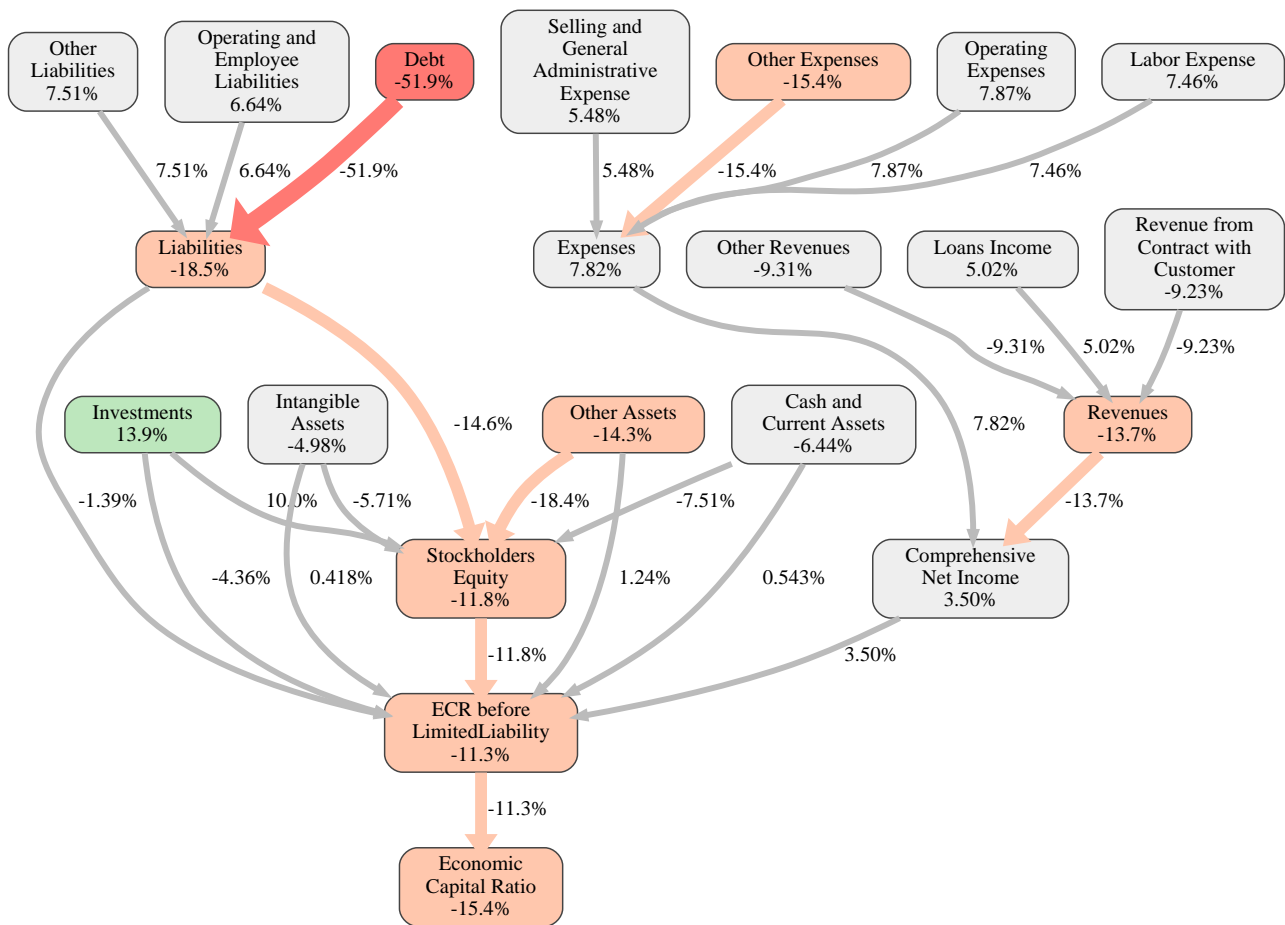 Other
Liabilities
7.51%
Operating and
Employee
Liabilities
6.64%
Debt
-51.9%
Selling and
General
Administrative
Expense
5.48%
Other Expenses
-15.4%
Operating
Expenses
7.87%
Labor Expense
7.46%
7.51%
6.64%
-51.9%
5.48%
-15.4%
7.87%
7.46%
Liabilities
-18.5%
Expenses
7.82%
Other Revenues
-9.31%
Loans Income
5.02%
Revenue from
Contract with
Customer
-9.23%
-9.31%
5.02%
-9.23%
Investments
13.9%
Intangible
Assets
-4.98%
-14.6%
Other Assets
-14.3%
Cash and
Current Assets
-6.44%
7.82%
Revenues
-13.7%
-1.39%
10.0%
-5.71%
-18.4%
-7.51%
-13.7%
Stockholders
Equity
-11.8%
Comprehensive
Net Income
3.50%
-4.36%
0.418%
1.24%
0.543%
-11.8%
3.50%
ECR before
LimitedLiability
-11.3%
-11.3%
Economic
Capital Ratio
-15.4%